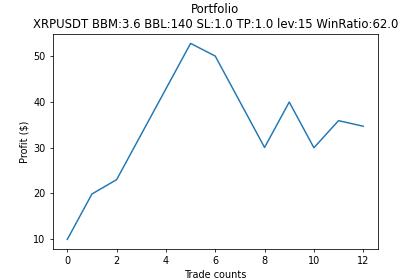 Portfolio
XRPUSDT BBM:3.6 BBL:140 SL:1.0 TP:1.0 lev:15 WinRatio:62.0
50
40
30
20
10
Profit ($)
0 2 4 6 8 10 12
Trade counts